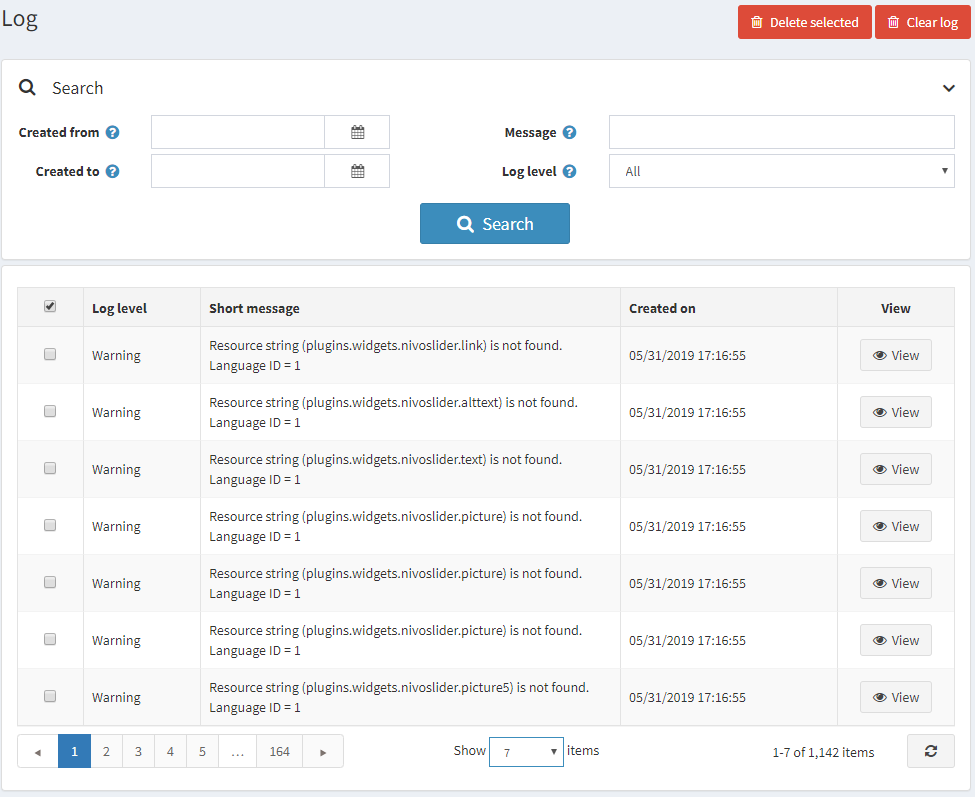 Log
Delete selected
Clear log
Search
Created from
Message
Created to
Log level
All
Search
Log level Short message Created on View
Warning Resource string (plugins.widgets.nivoslider.link) is not found. 05/31/2019 17:16:55 View
Language ID = 1
Warning Resource string (plugins.widgets.nivoslider.alttext) is not found. 05/31/2019 17:16:55 View
Language ID = 1
Warning Resource string (plugins.widgets.nivoslider.text) is not found. 05/31/2019 17:16:55 View
Language ID = 1
Warning Resource string (plugins.widgets.nivoslider.picture) is not found. 05/31/2019 17:16:55 View
Language ID = 1
Warning Resource string (plugins.widgets.nivoslider.picture) is not found. 05/31/2019 17:16:55 View
Language ID = 1
Warning Resource string (plugins.widgets.nivoslider.picture) is not found. 05/31/2019 17:16:55 View
Language ID = 1
Warning Resource string (plugins.widgets.nivoslider.picture5) is not found. 05/31/2019 17:16:55 View
Language ID = 1
1 2 3 4 5 ... 164
Show 7 items
1-7 of 1,142 items